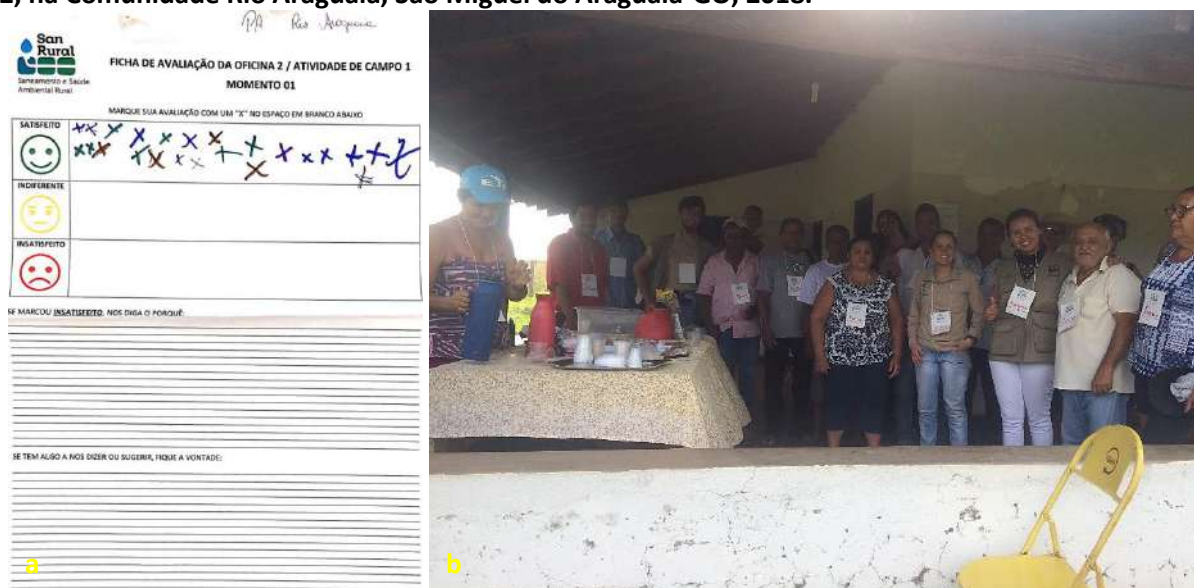 2, na Comunidade Rio Araguaia, São Miguel do Araguaia-GO, 2018.
PA Rio Araguaia
San
Rural
Saneamento e Saúde
Ambiental Rural
FICHA DE AVALIAÇÃO DA OFICINA 2 / ATIVIDADE DE CAMPO 1
MOMENTO 01
MARQUE SUA AVALIAÇÃO COM UM "X" NO ESPAÇO EM BRANCO ABAIXO
SATISFEITO
INDIFERENTE
INSATISFEITO
SE MARCOU INSATISFEITO, NOS DIGA O PORQUÊ:
SE TEM ALGO A NOS DIZER OU SUGERIR, FIQUE A VONTADE:
a
b